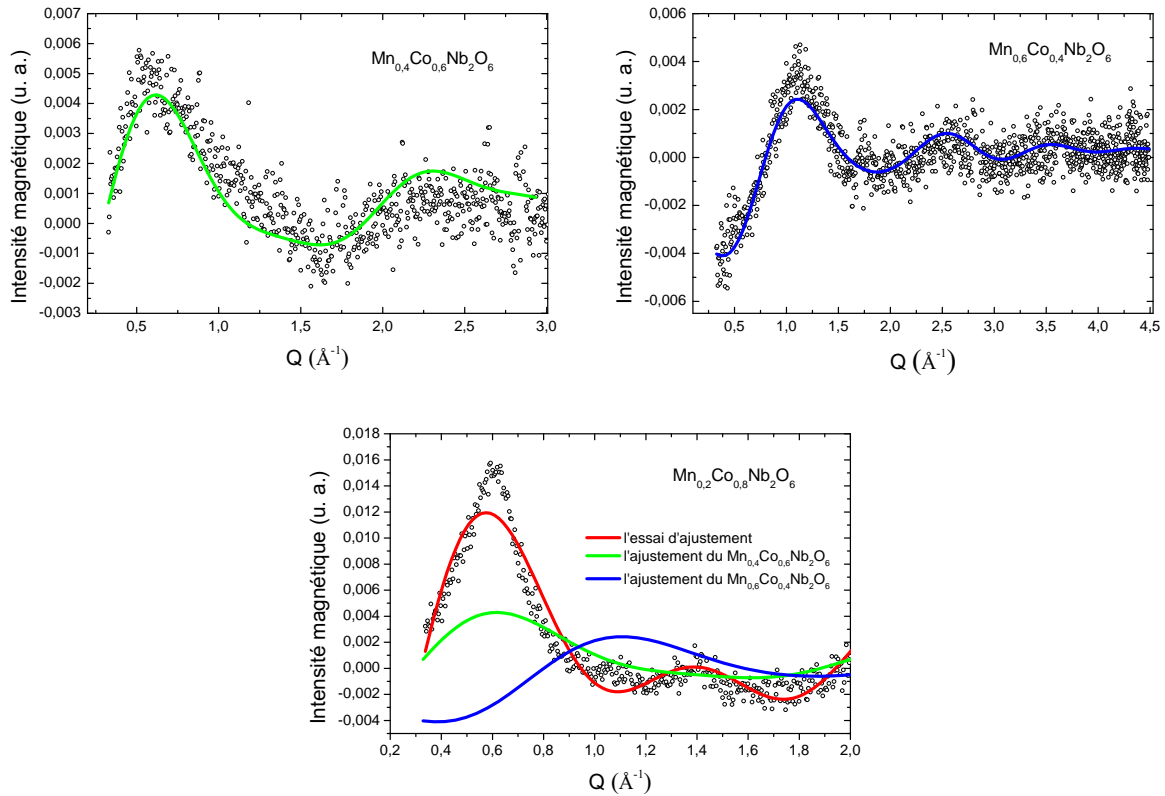 0,007
0,006
0,005
0,004
0,003
0,002
0,001
0,000
-0,001
-0,002
-0,003
Intensité magnétique (u. a.)
Mn0,4Co0,6Nb2O6
0,5 1,0 1,5 2,0 2,5 3,0
Q (Å-1)
0,006
0,004
0,002
0,000
-0,002
-0,004
-0,006
Intensité magnétique (u. a.)
Mn0,6Co0,4Nb2O6
0,5 1,0 1,5 2,0 2,5 3,0 3,5 4,0 4,5
Q (Å-1)
0,018
0,016
0,014
0,012
0,010
0,008
0,006
0,004
0,002
0,000
-0,002
-0,004
Intensité magnétique (u. a.)
Mn0,2Co0,8Nb2O6
l'essai d'ajustement
l'ajustement du Mn0,4Co0,6Nb2O6
l'ajustement du Mn0,6Co0,4Nb2O6
0,2 0,4 0,6 0,8 1,0 1,2 1,4 1,6 1,8 2,0
Q (Å-1)